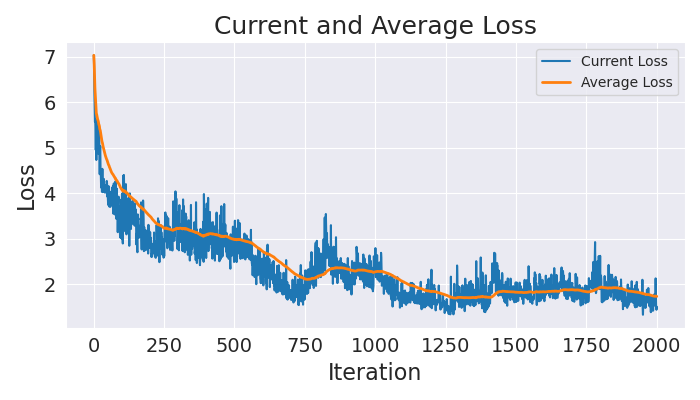 Current and Average Loss
Current Loss
Average Loss
Loss
7
6
5
4
3
2
0 250 500 750 1000 1250 1500 1750 2000
Iteration